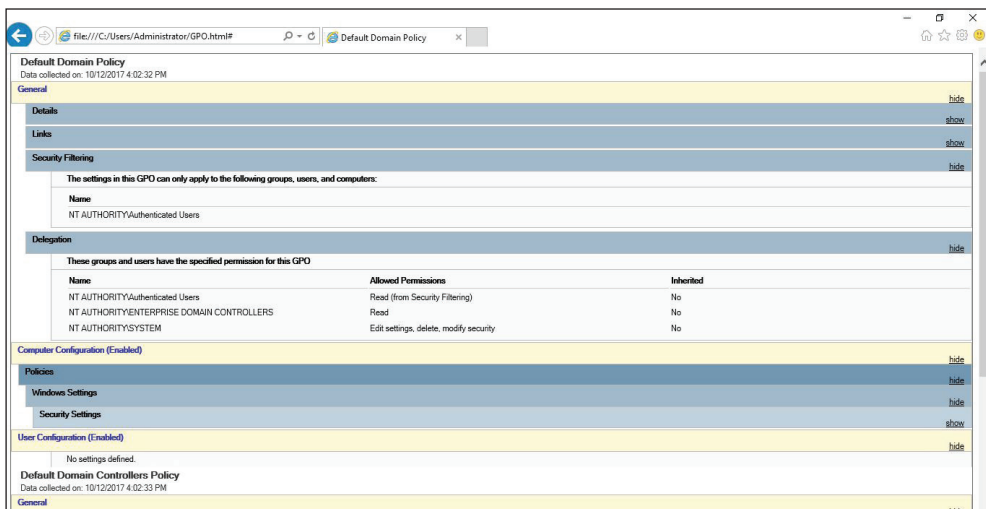 file:///C:/Users/Administrator/GPO.html#
Default Domain Policy
Default Domain Policy
Data collected on: 10/12/2017 4:02:32 PM
General
hide
Details
show
Links
show
Security Filtering
hide
The settings in this GPO can only apply to the following groups, users, and computers:
Name
NT AUTHORITY\Authenticated Users
Delegation
hide
These groups and users have the specified permission for this GPO
Name Allowed Permissions Inherited
NT AUTHORITY\Authenticated Users Read (from Security Filtering) No
NT AUTHORITY\ENTERPRISE DOMAIN CONTROLLERS Read No
NT AUTHORITY\SYSTEM Edit settings, delete, modify security No
Computer Configuration (Enabled)
hide
Policies
hide
Windows Settings
hide
Security Settings
show
User Configuration (Enabled)
hide
No settings defined.
Default Domain Controllers Policy
Data collected on: 10/12/2017 4:02:33 PM
General